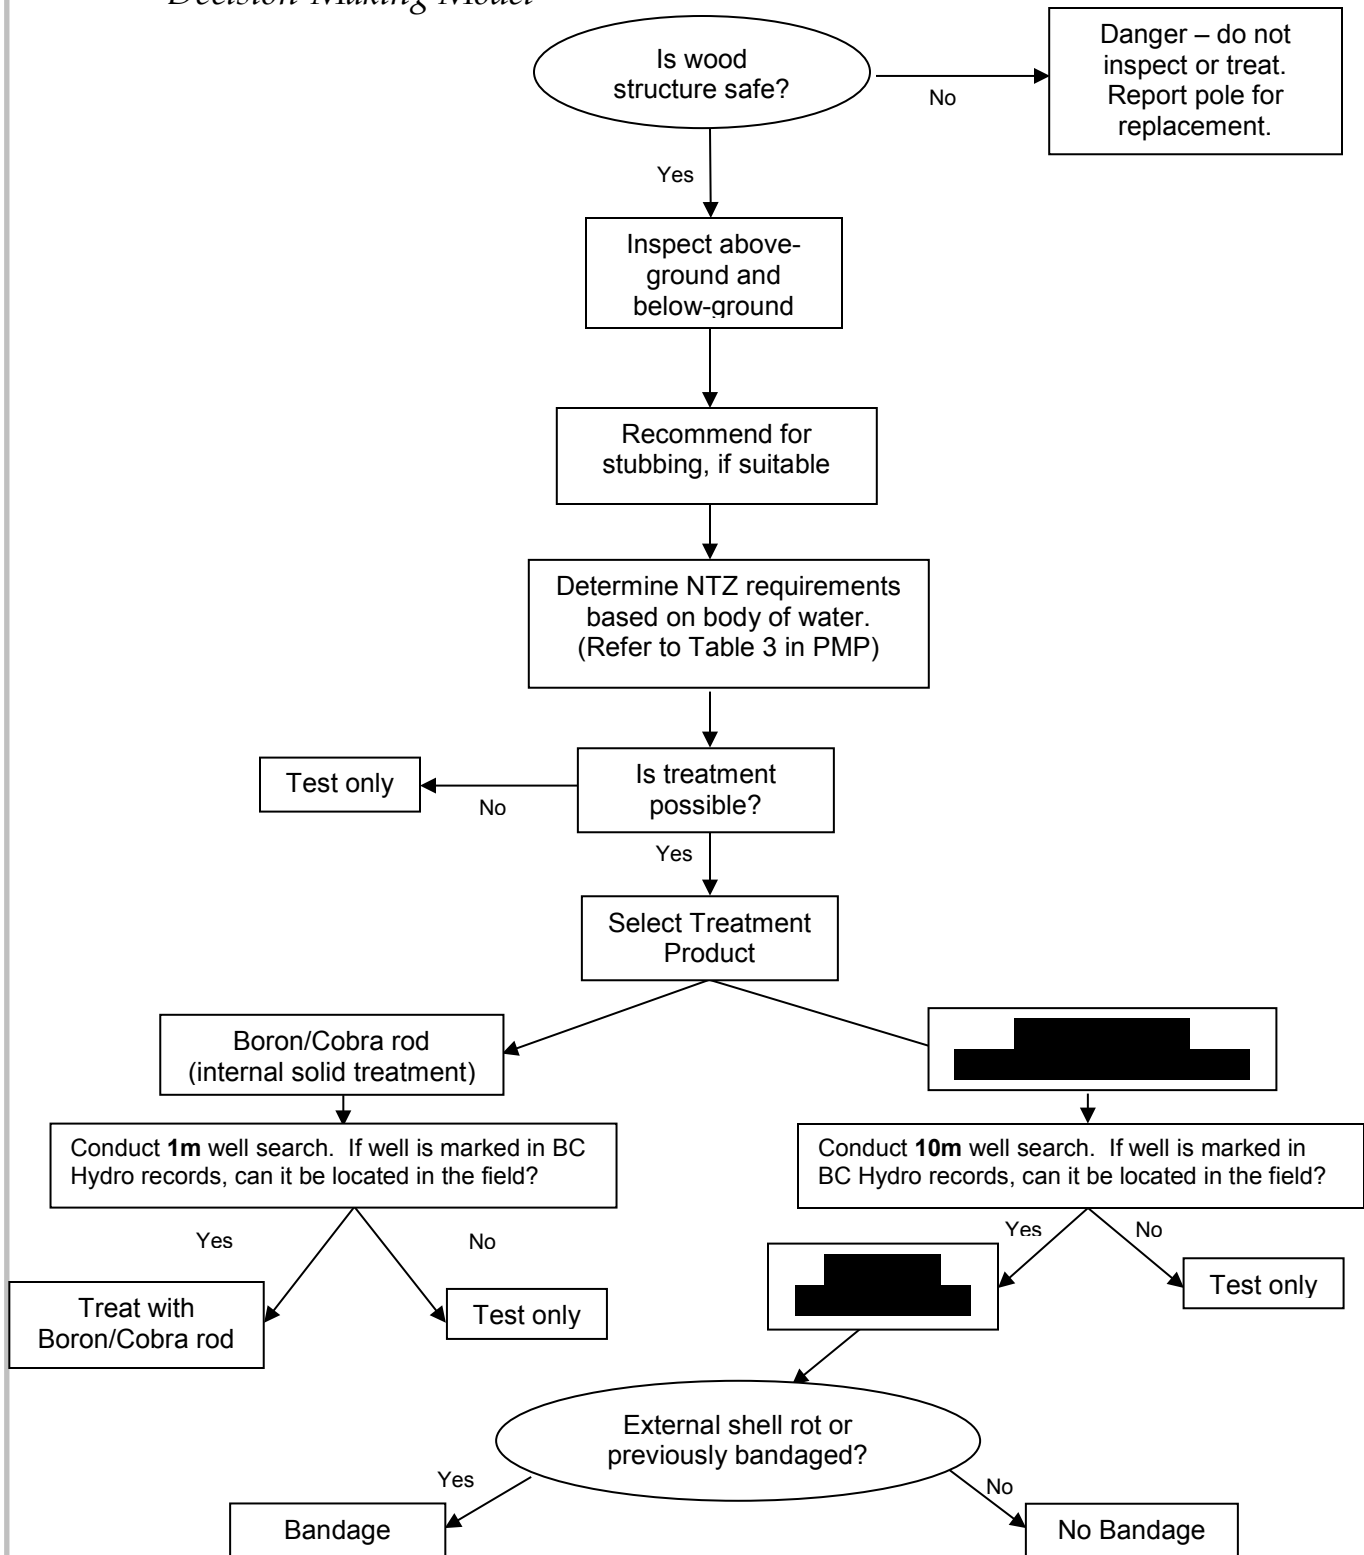 Decision-Making Model
Is wood
structure safe?
No
Danger – do not
inspect or treat.
Report pole for
replacement.
Yes
Inspect above-
ground and
below-ground
Recommend for
stubbing, if suitable
Determine NTZ requirements
based on body of water.
(Refer to Table 3 in PMP)
Is treatment
possible?
No
Test only
Yes
Select Treatment
Product
Boron/Cobra rod
(internal solid treatment)
Conduct 1m well search.  If well is marked in BC
Hydro records, can it be located in the field?
Conduct 10m well search.  If well is marked in
BC Hydro records, can it be located in the field?
Yes
No
Yes
No
Treat with
Boron/Cobra rod
Test only
Test only
External shell rot or
previously bandaged?
Yes
No
Bandage
No Bandage